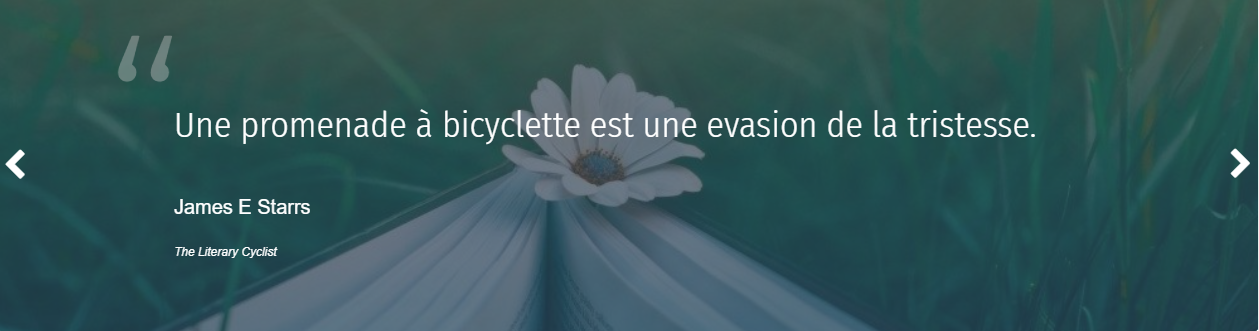 “
Une promenade à bicyclette est une evasion de la tristesse.
James E Starrs
The Literary Cyclist